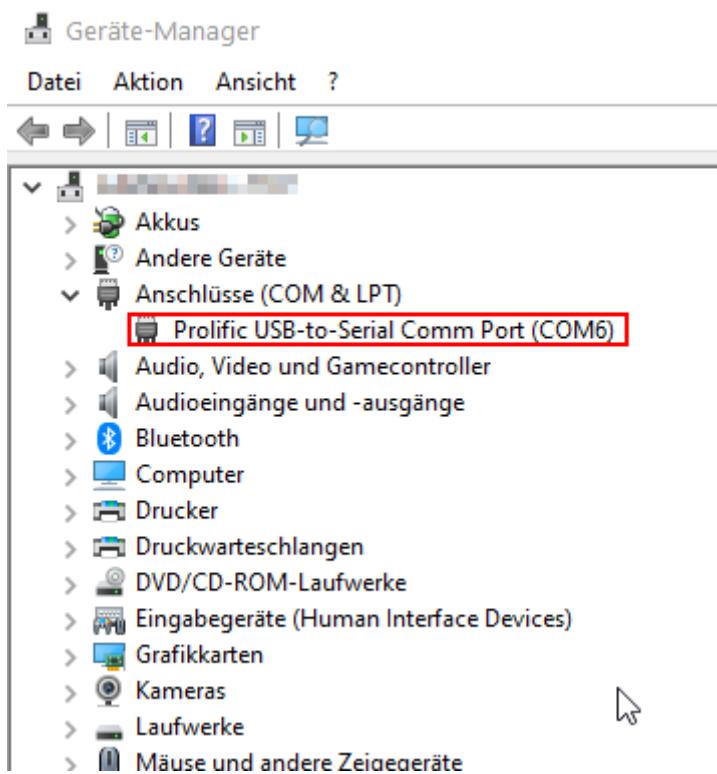 Geräte-Manager
Datei Aktion Ansicht ?
Akkus
Andere Geräte
Anschlüsse (COM & LPT)
Prolific USB-to-Serial Comm Port (COM6)
Audio, Video und Gamecontroller
Audioeingänge und -ausgänge
Bluetooth
Computer
Drucker
Druckwarteschlangen
DVD/CD-ROM-Laufwerke
Eingabegeräte (Human Interface Devices)
Grafikkarten
Kameras
Laufwerke
Mäuse und andere Zeigegeräte